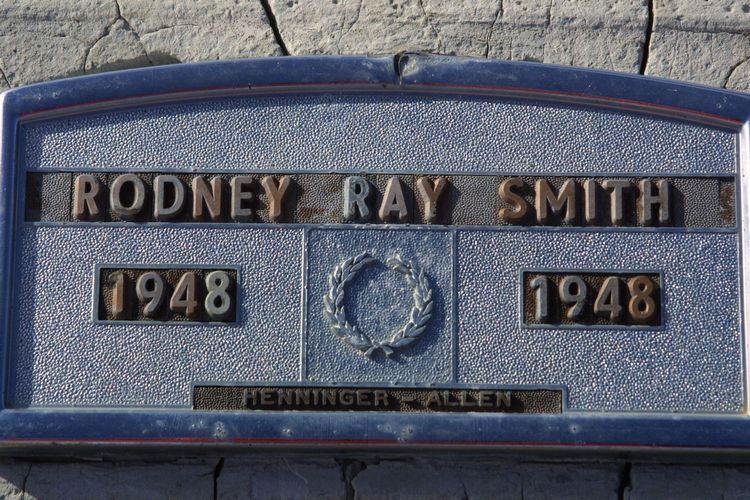 RODNEY RAY SMITH
1948 1948
HENNINGER - ALLEN